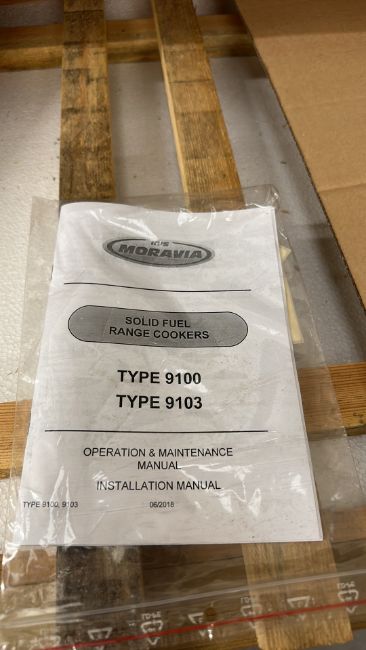 MORAVIA
SOLID FUEL
RANGE COOKERS
TYPE 9100
TYPE 9103
OPERATION & MAINTENANCE
MANUAL
INSTALLATION MANUAL
TYPE 9100, 9103 06/2018